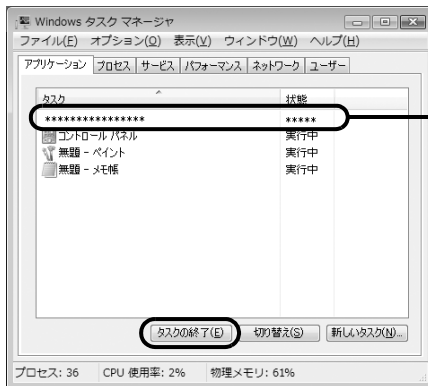 Windows タスク マネージャ
ファイル(F) オプション(O) 表示(V) ウィンドウ(W) ヘルプ(H)
アプリケーション プロセス サービス パフォーマンス ネットワーク ユーザー
タスク 状態
**************** *****
コントロール パネル 実行中
無題 - ペイント 実行中
無題 - メモ帳 実行中
タスクの終了(E) 切り替え(S) 新しいタスク(N)...
プロセス: 36 CPU 使用率: 2% 物理メモリ: 61%